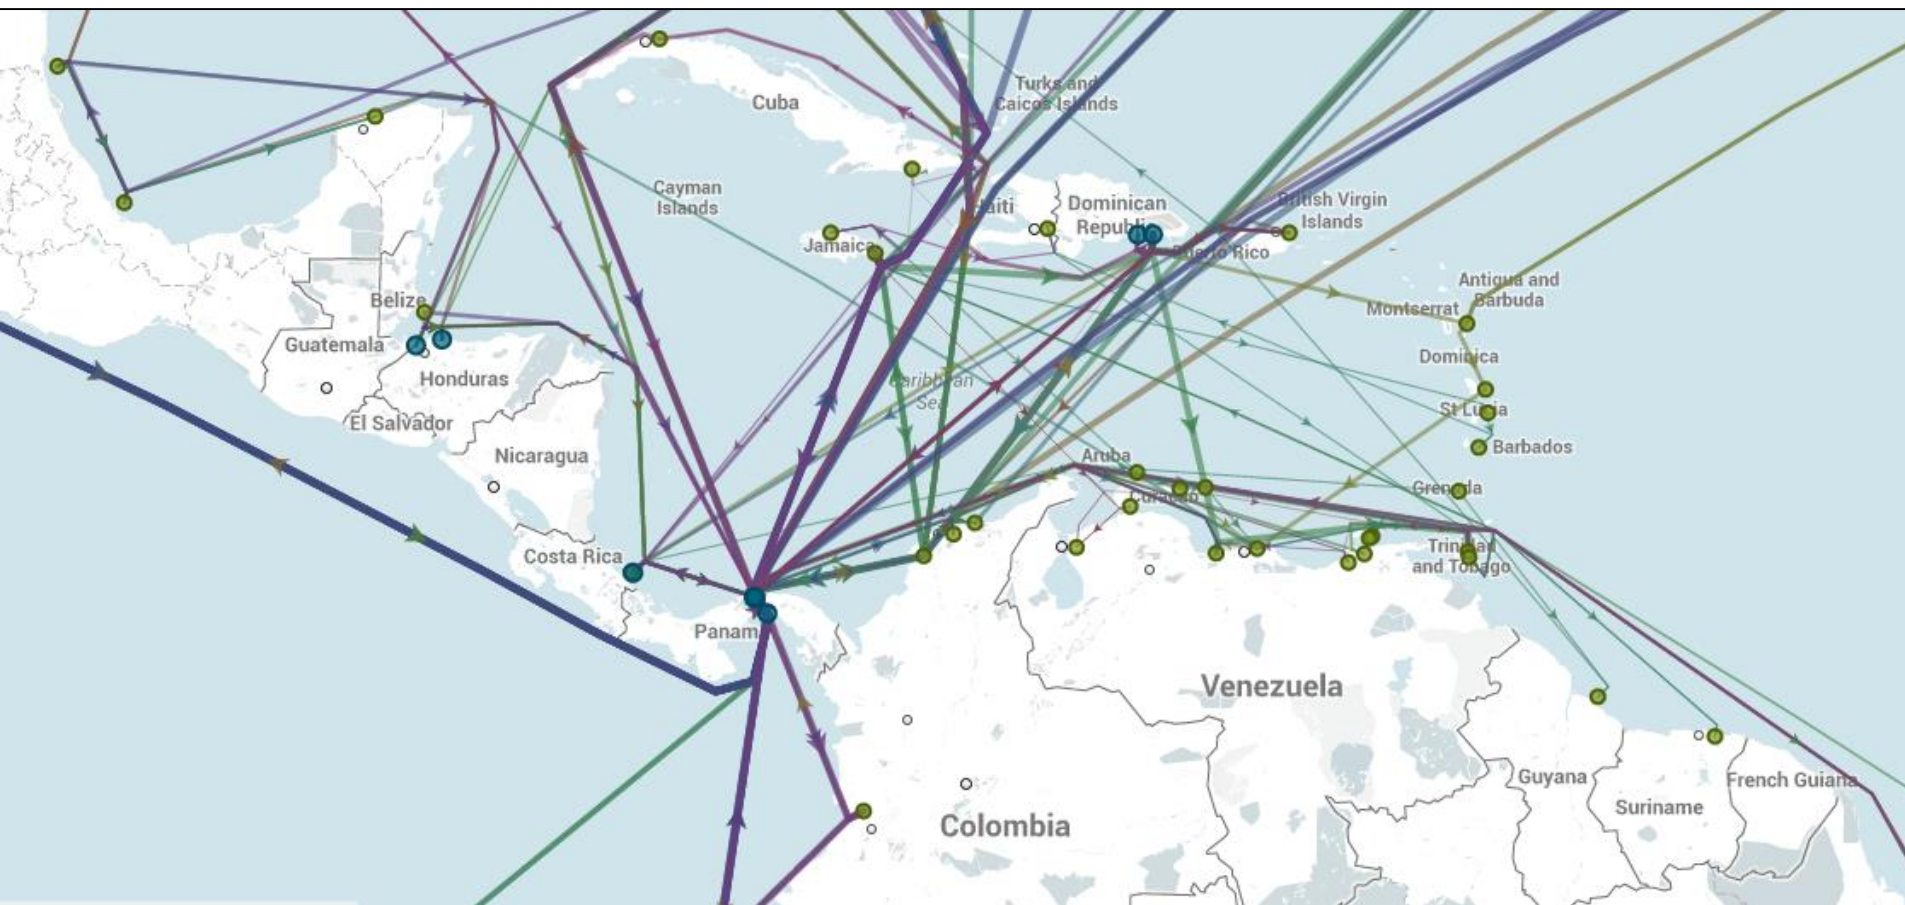 Turks and
Caicos Islands
Cuba
Cayman
Islands
Haiti
Dominican
Republic
British Virgin
Islands
Jamaica
Puerto Rico
Antigua and
Barbuda
Montserrat
Belize
Guatemala
Dominica
Honduras
Caribbean
Sea
St Lucia
El Salvador
Barbados
Nicaragua
Aruba
Curaçao
Grenada
Costa Rica
Trinidad
and Tobago
Panama
Venezuela
Guyana
French Guiana
Suriname
Colombia